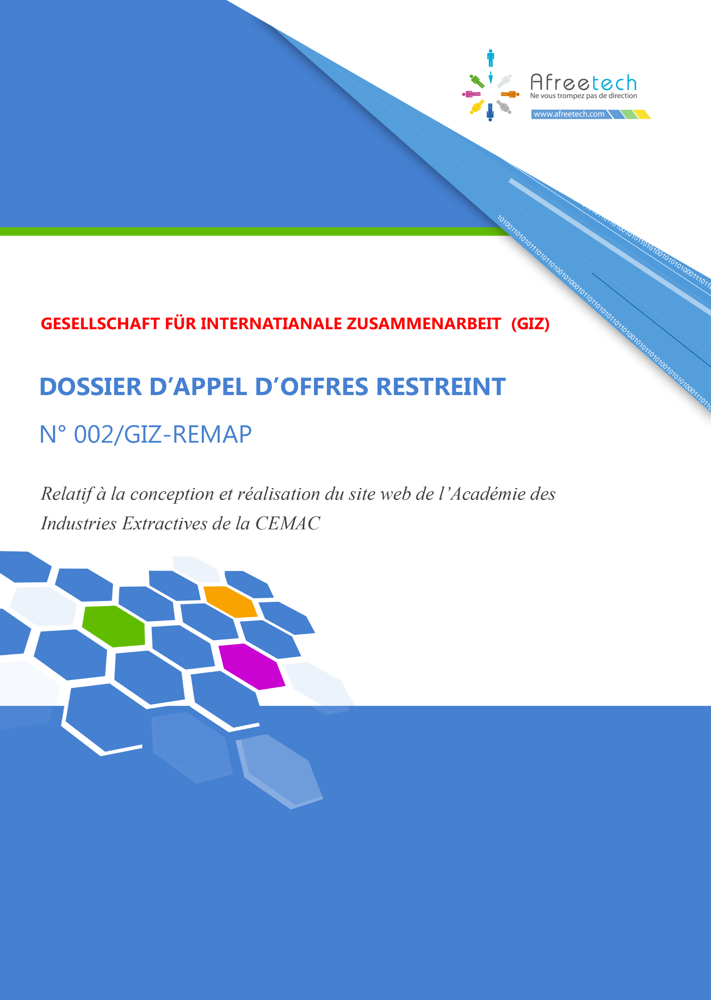 Afreetech
Ne vous trompez pas de direction
www.afreetech.com
GESELLSCHAFT FÜR INTERNATIANALE ZUSAMMENARBEIT (GIZ)
DOSSIER D’APPEL D’OFFRES RESTREINT
N° 002/GIZ-REMAP
Relatif à la conception et réalisation du site web de l’Académie des
Industries Extractives de la CEMAC